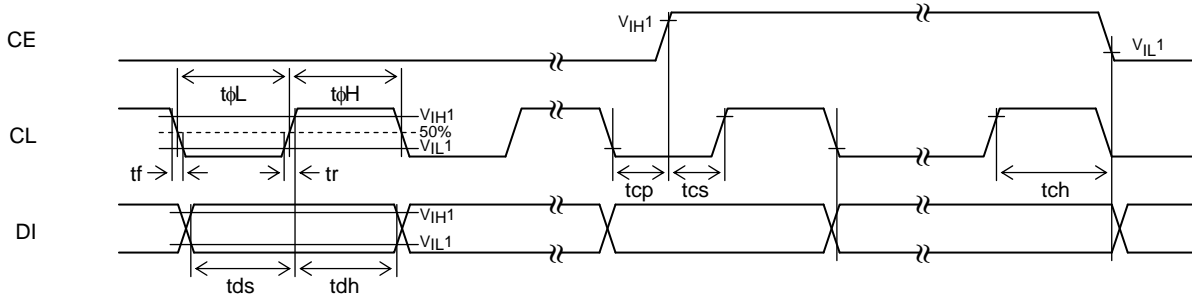 CE
VIH1
VIL1
tϕL
tϕH
CL
VIH1
50%
VIL1
tf
tr
tcp
tcs
tch
DI
VIH1
VIL1
tds
tdh